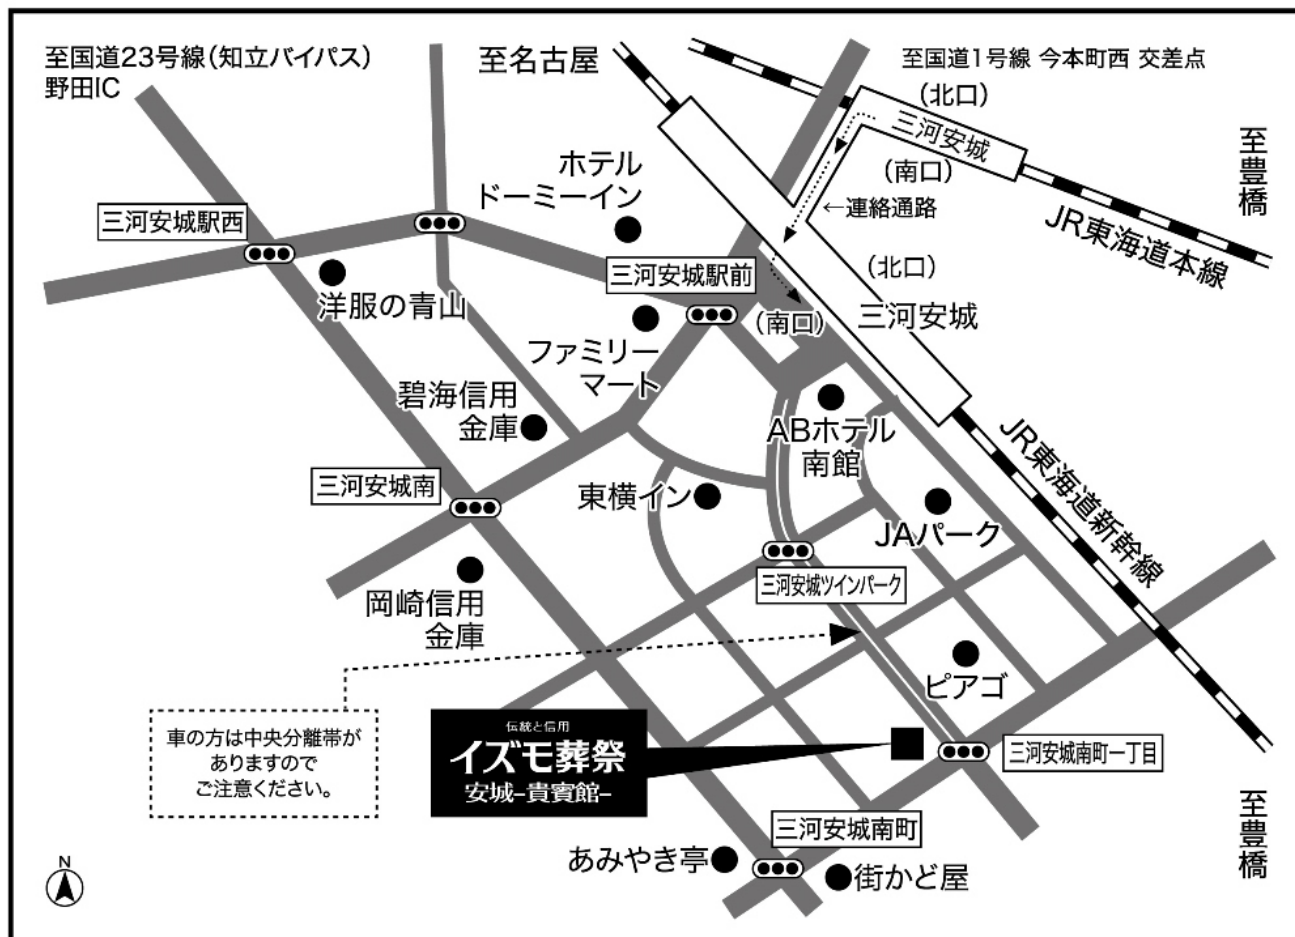 至国道23号線(知立バイパス)
野田IC
至名古屋
至国道1号線 今本町西 交差点
(北口)
三河安城
(南口)
←連絡通路
至豊橋
JR東海道本線
ホテル
ドーミーイン
三河安城駅西
洋服の青山
三河安城駅前
(北口)
三河安城
(南口)
ファミリー
マート
碧海信用
金庫
ABホテル
南館
JR東海道新幹線
三河安城南
東横イン
JAパーク
岡崎信用
金庫
三河安城ツインパーク
ピアゴ
車の方は中央分離帯が
ありますので
ご注意ください。
伝統と信用
イズモ葬祭
安城−貴賓館−
三河安城南町一丁目
三河安城南町
至豊橋
あみやき亭
街かど屋
N